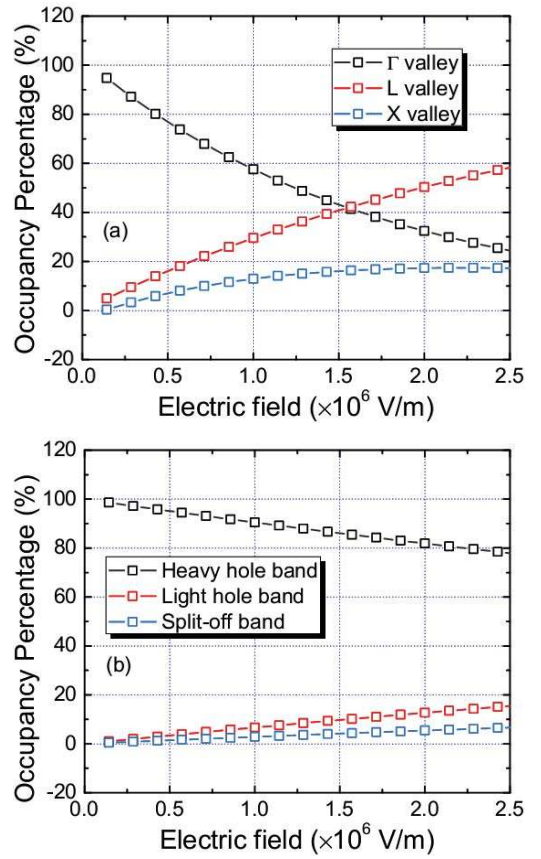 120
100
80
60
40
20
0
-20
Occupancy Percentage (%)
Γ valley
L valley
X valley
(a)
0.0 0.5 1.0 1.5 2.0 2.5
Electric field (×10⁶ V/m)
120
100
80
60
40
20
0
-20
Occupancy Percentage (%)
Heavy hole band
Light hole band
Split-off band
(b)
0.0 0.5 1.0 1.5 2.0 2.5
Electric field (×10⁶ V/m)